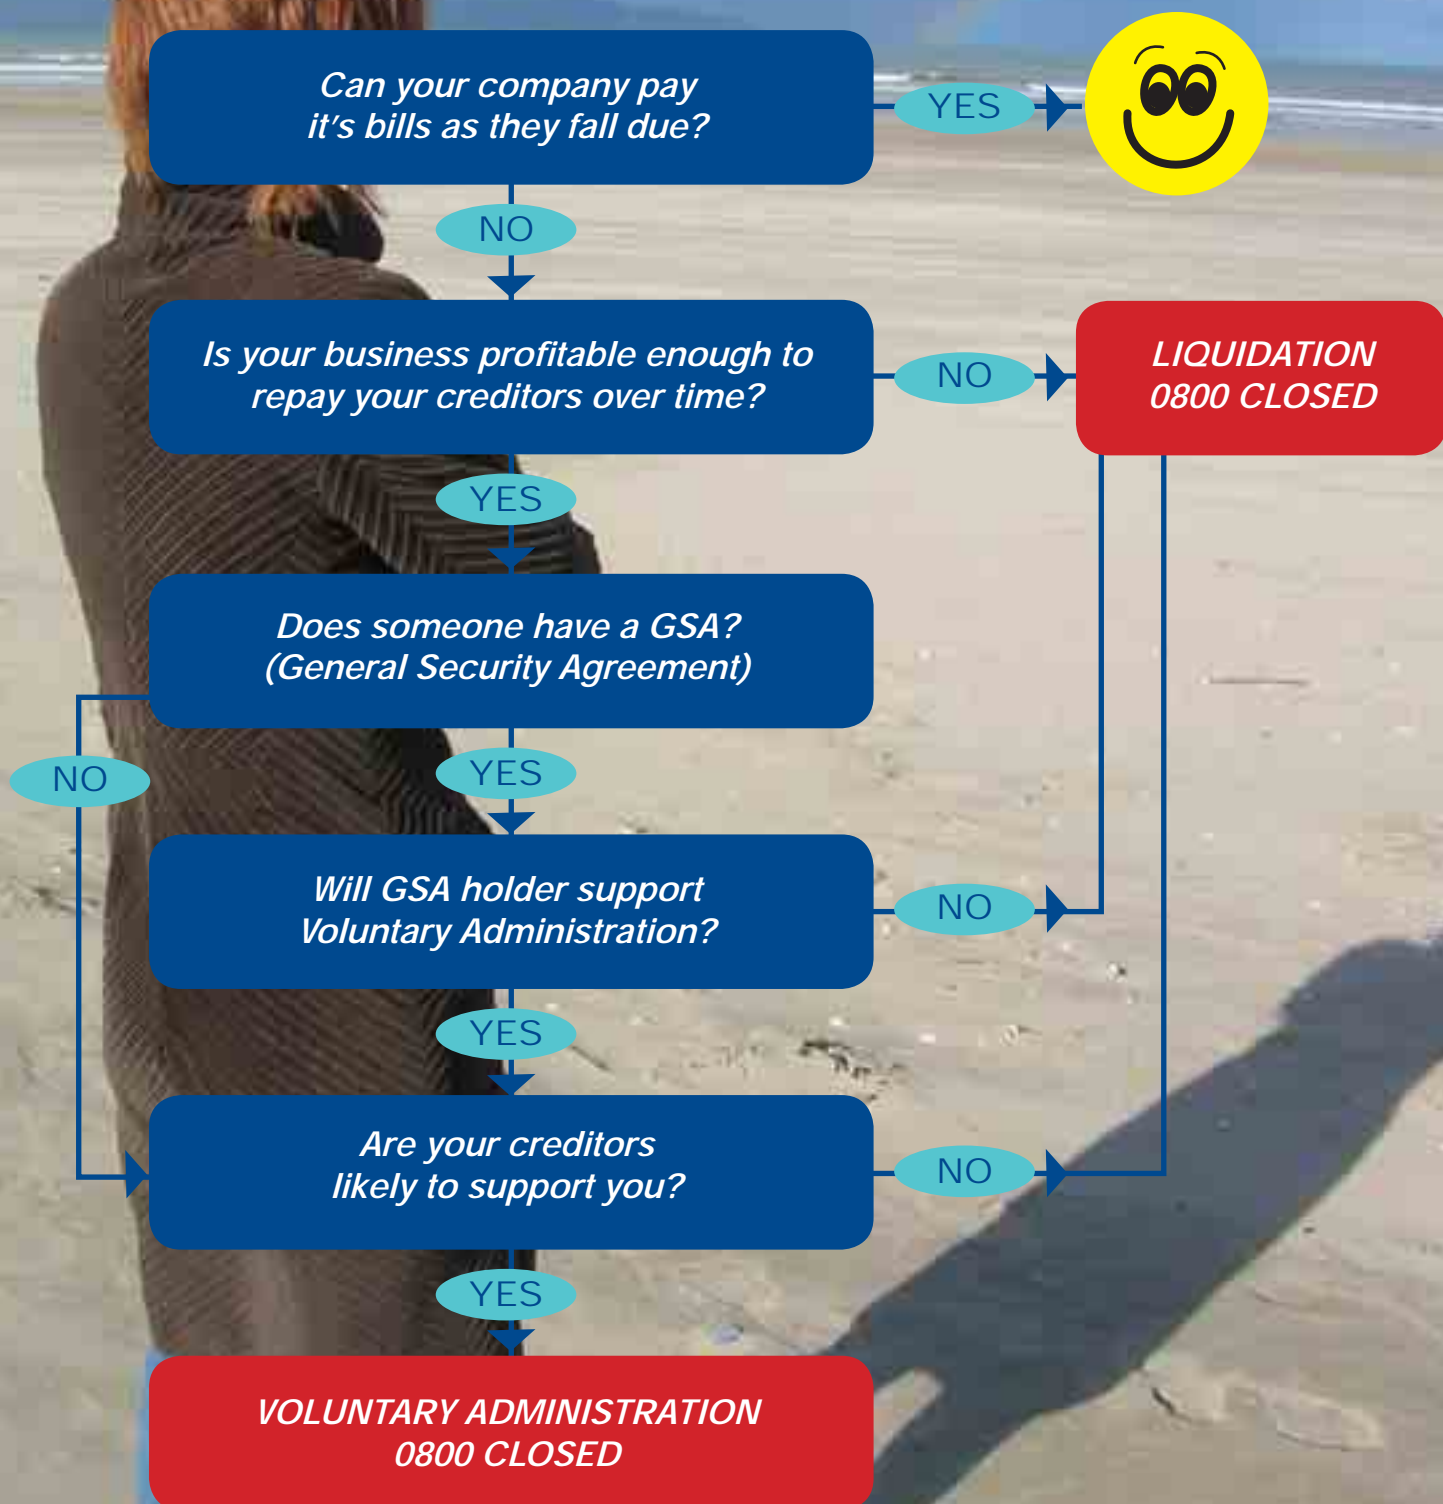 Can your company pay
it's bills as they fall due?
YES
NO
Is your business profitable enough to
repay your creditors over time?
NO
LIQUIDATION
0800 CLOSED
YES
Does someone have a GSA?
(General Security Agreement)
NO
YES
Will GSA holder support
Voluntary Administration?
NO
YES
Are your creditors
likely to support you?
NO
YES
VOLUNTARY ADMINISTRATION
0800 CLOSED